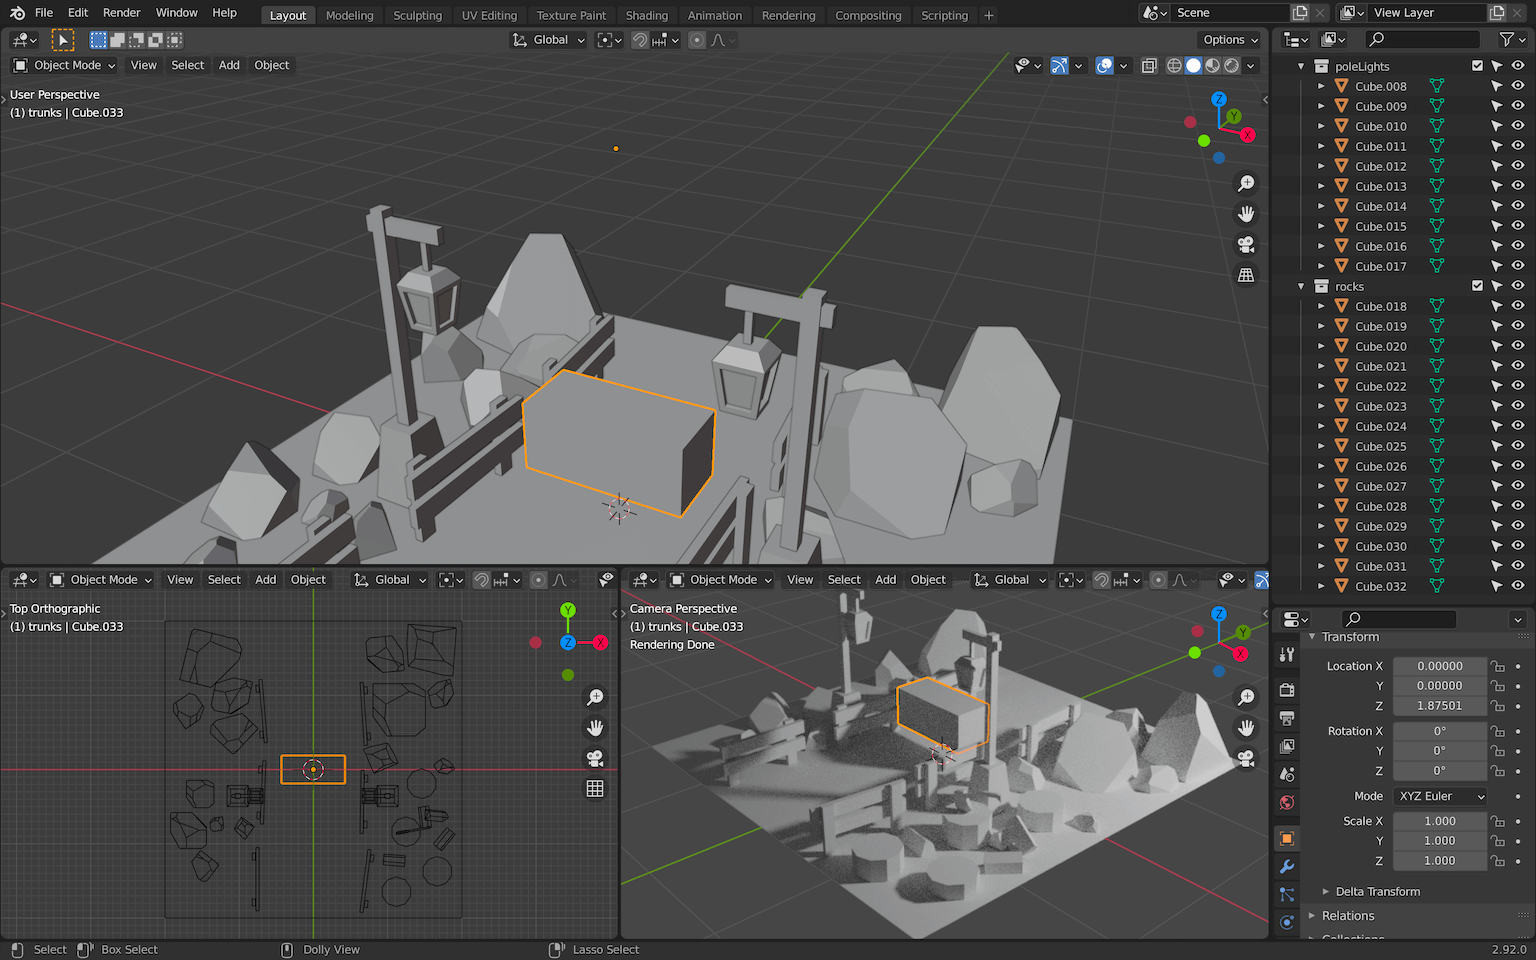 File Edit Render Window Help Layout Modeling Sculpting UV Editing Texture Paint Shading Animation Rendering Compositing Scripting + Scene View Layer
Global Options
Object Mode View Select Add Object
User Perspective
(1) trunks | Cube.033
Z
Y
X
poleLights
Cube.008
Cube.009
Cube.010
Cube.011
Cube.012
Cube.013
Cube.014
Cube.015
Cube.016
Cube.017
rocks
Cube.018
Cube.019
Cube.020
Cube.021
Cube.022
Cube.023
Cube.024
Cube.025
Cube.026
Cube.027
Cube.028
Cube.029
Cube.030
Cube.031
Cube.032
Object Mode View Select Add Object Global
Top Orthographic
(1) trunks | Cube.033
Y
Z X
Object Mode View Select Add Object Global
Camera Perspective
(1) trunks | Cube.033
Rendering Done
Z
Y
X
Transform
Location X 0.00000
Y 0.00000
Z 1.87501
Rotation X 0°
Y 0°
Z 0°
Mode XYZ Euler
Scale X 1.000
Y 1.000
Z 1.000
Delta Transform
Relations
Collections
Select Box Select Dolly View Lasso Select 2.92.0